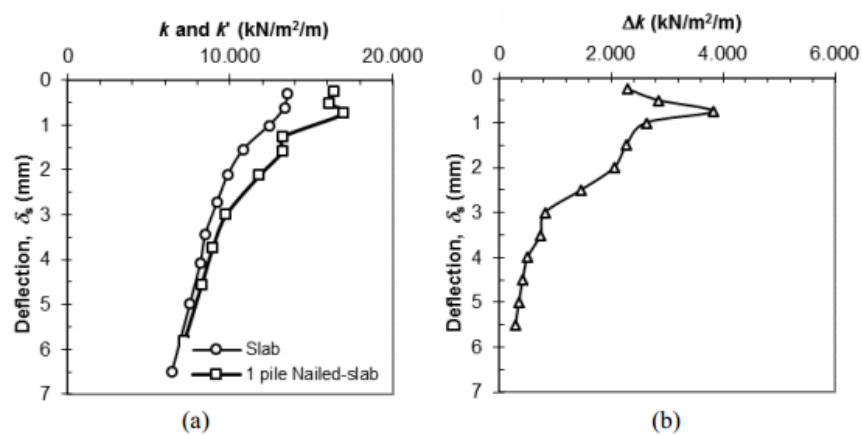 k and k' (kN/m²/m)
0 10.000 20.000
0
1
2
3
4
5
6
7
Deflection, δs (mm)
Slab
1 pile Nailed-slab
(a)
Δk (kN/m²/m)
0 2.000 4.000 6.000
0
1
2
3
4
5
6
7
Deflection, δs (mm)
(b)